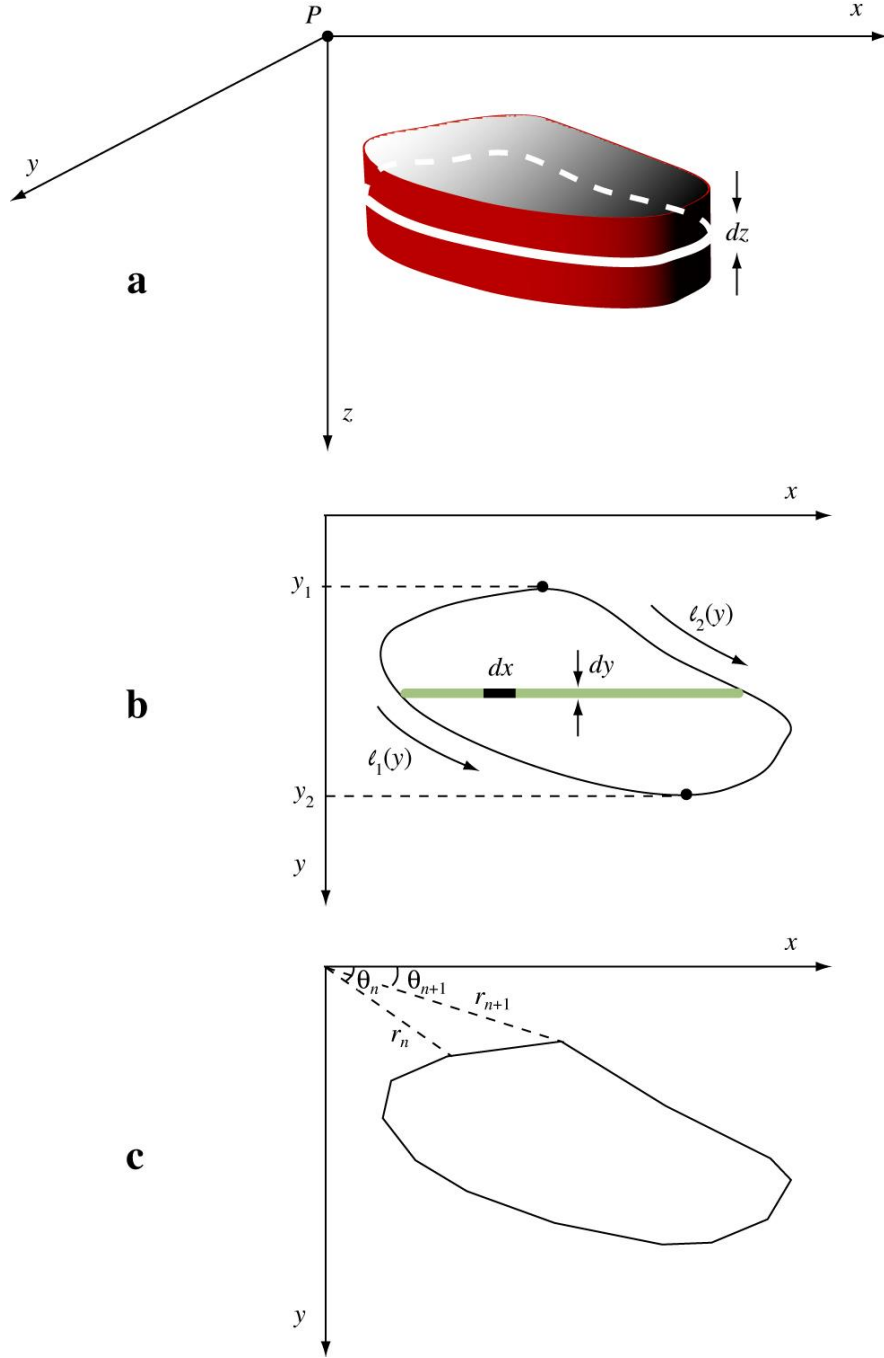 P
x
y
dz
a
z
x
y₁
ℓ₂(y)
dx
dy
b
ℓ₁(y)
y₂
y
x
θₙ
θₙ₊₁
rₙ₊₁
rₙ
c
y